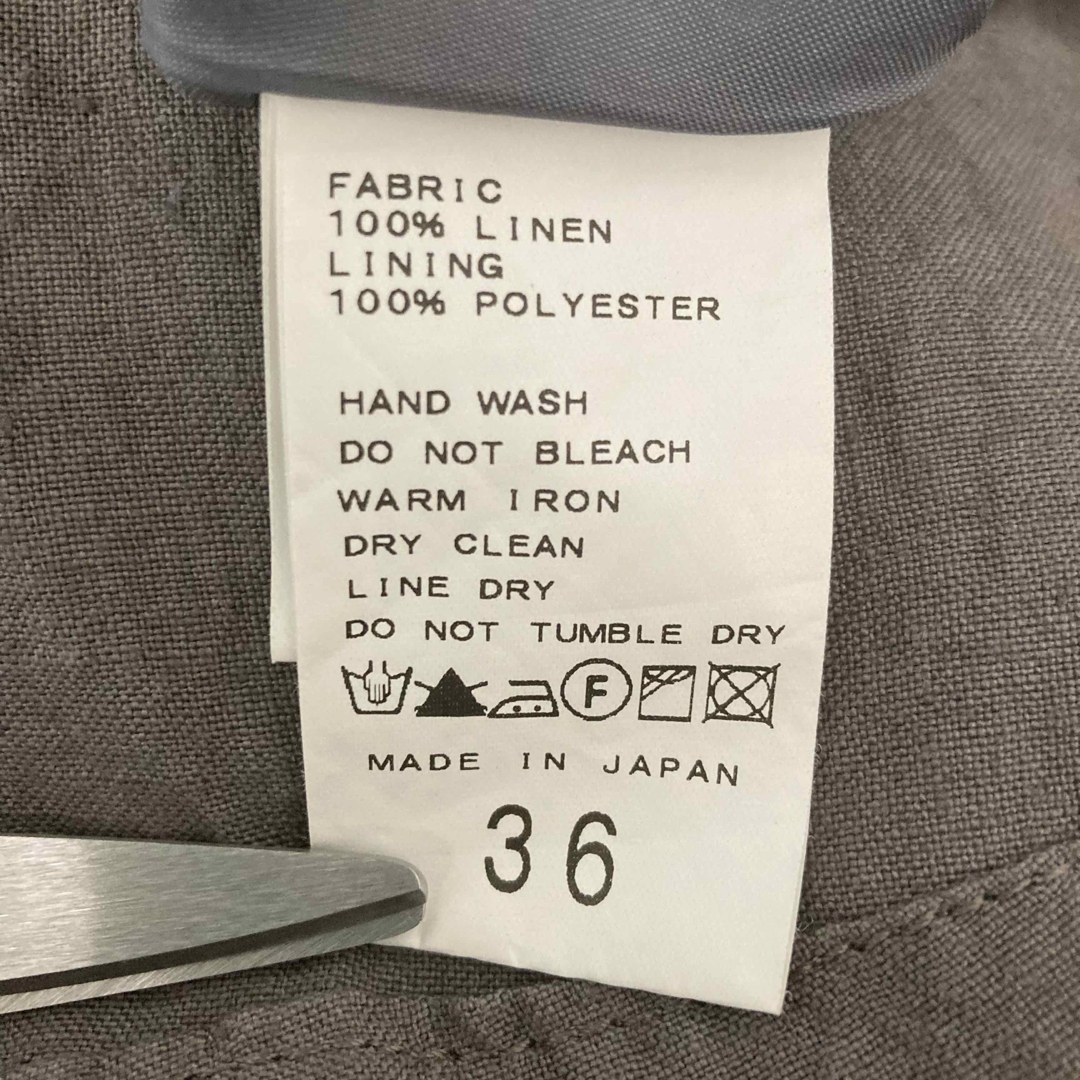 FABRIC
100% LINEN
LINING
100% POLYESTER
HAND WASH
DO NOT BLEACH
WARM IRON
DRY CLEAN
LINE DRY
DO NOT TUMBLE DRY
F
MADE IN JAPAN
36